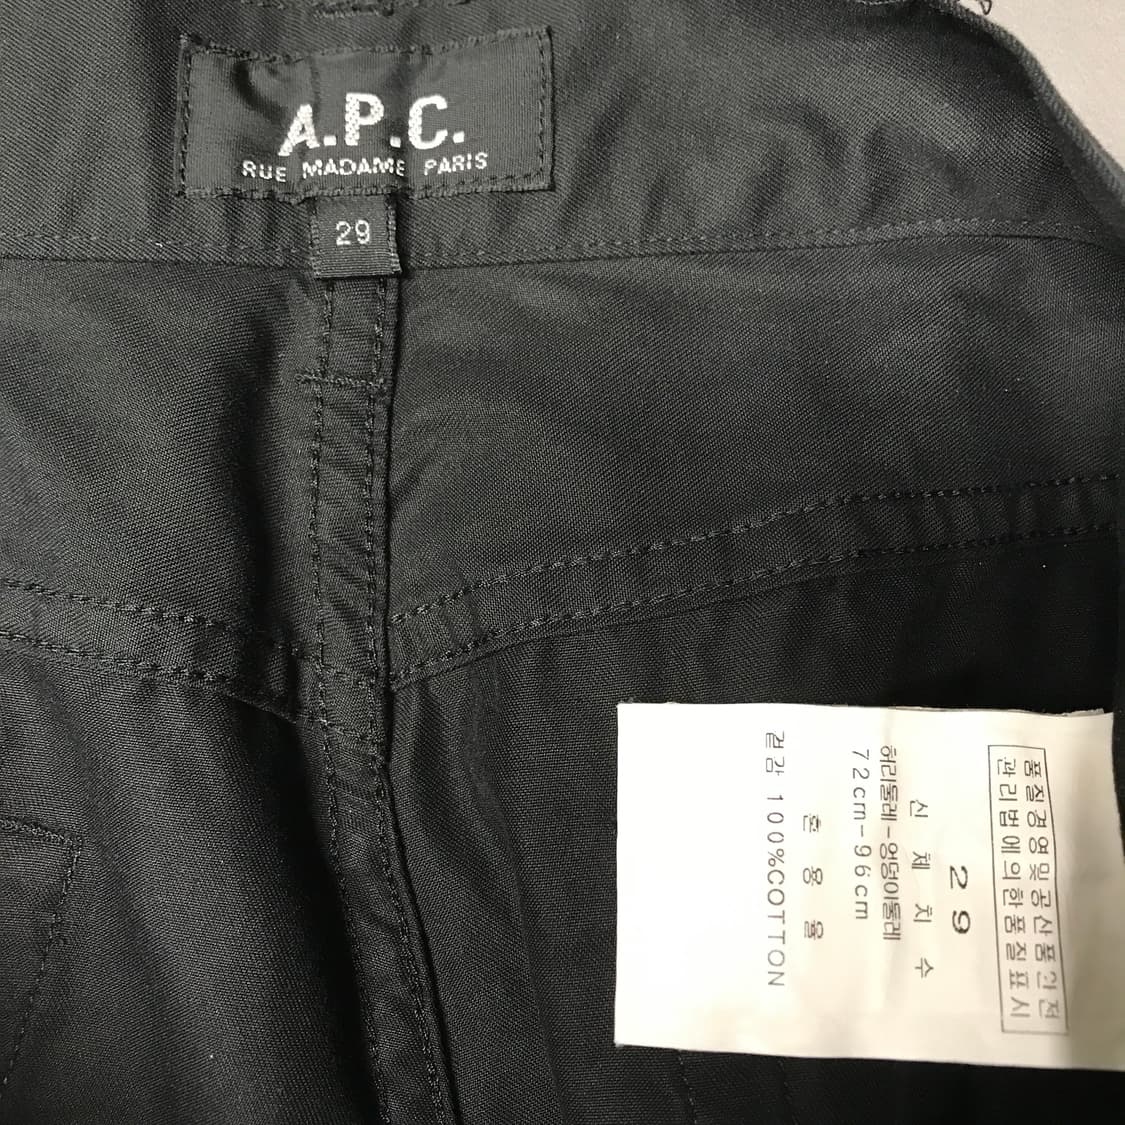 A.P.C.
RUE MADAME PARIS
29
품질경영및공산품안전
관리법에의한품질표시
29
신체치수
허리둘레-엉덩이둘레
72cm-96cm
혼용율
겉감 100%COTTON